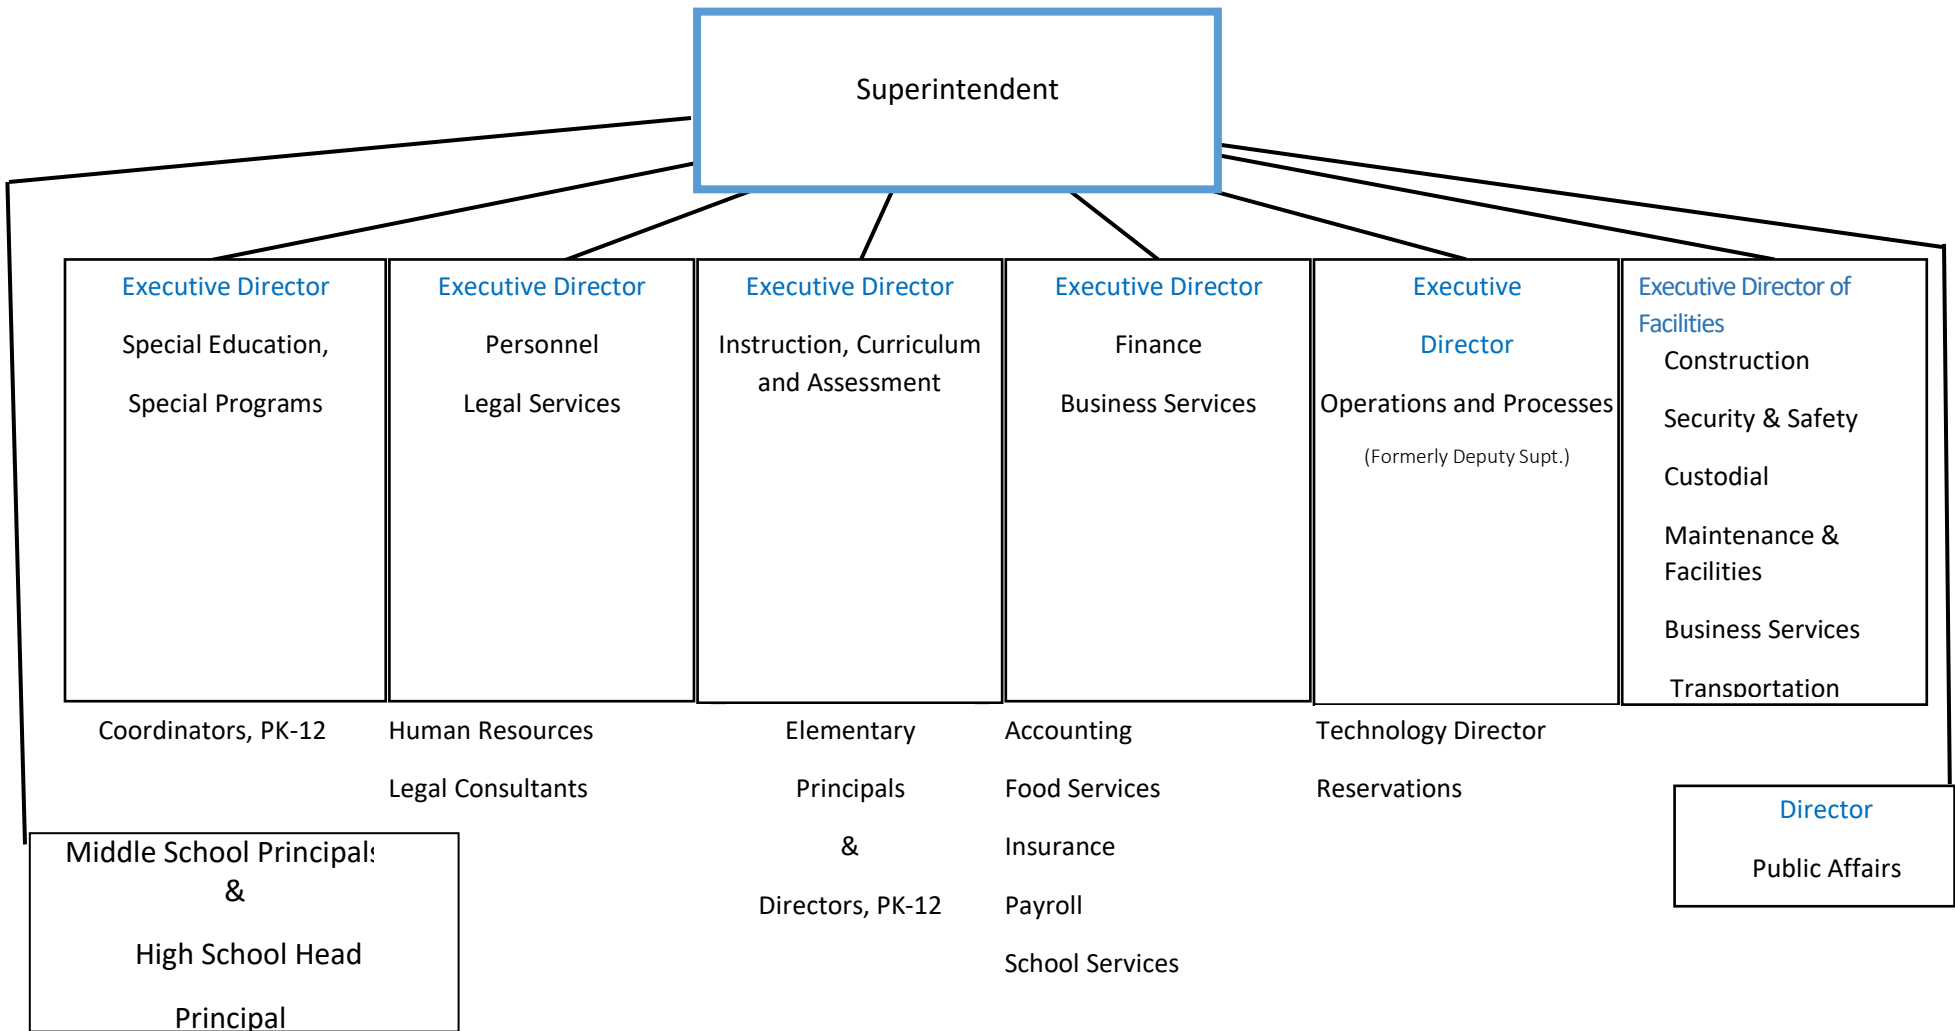 Superintendent
Executive Director
Special Education,
Special Programs
Executive Director
Personnel
Legal Services
Executive Director
Instruction, Curriculum
and Assessment
Executive Director
Finance
Business Services
Executive
Director
Operations and Processes
(Formerly Deputy Supt.)
Executive Director of
Facilities
Construction
Security & Safety
Custodial
Maintenance &
Facilities
Business Services
Transportation
Coordinators, PK-12
Human Resources
Legal Consultants
Elementary
Principals
&
Directors, PK-12
Accounting
Food Services
Insurance
Payroll
School Services
Technology Director
Reservations
Middle School Principals
&
High School Head
Principal
Director
Public Affairs